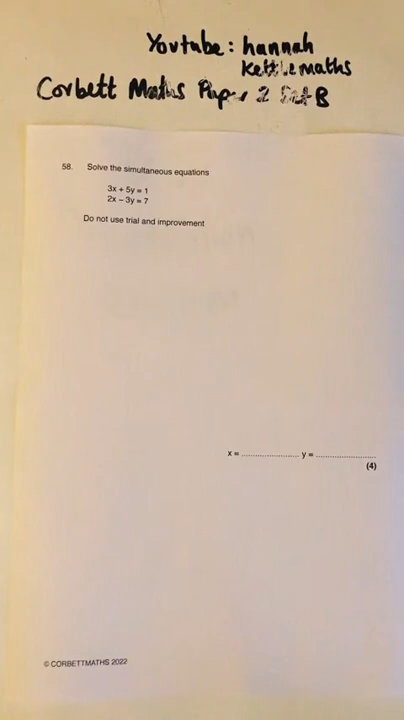 Youtube: hannah
kettlemaths
Corbett Maths Paper 2 Set B
58. Solve the simultaneous equations
3x + 5y = 1
2x – 3y = 7
Do not use trial and improvement
x = ........................ y = ........................
(4)
© CORBETTMATHS 2022